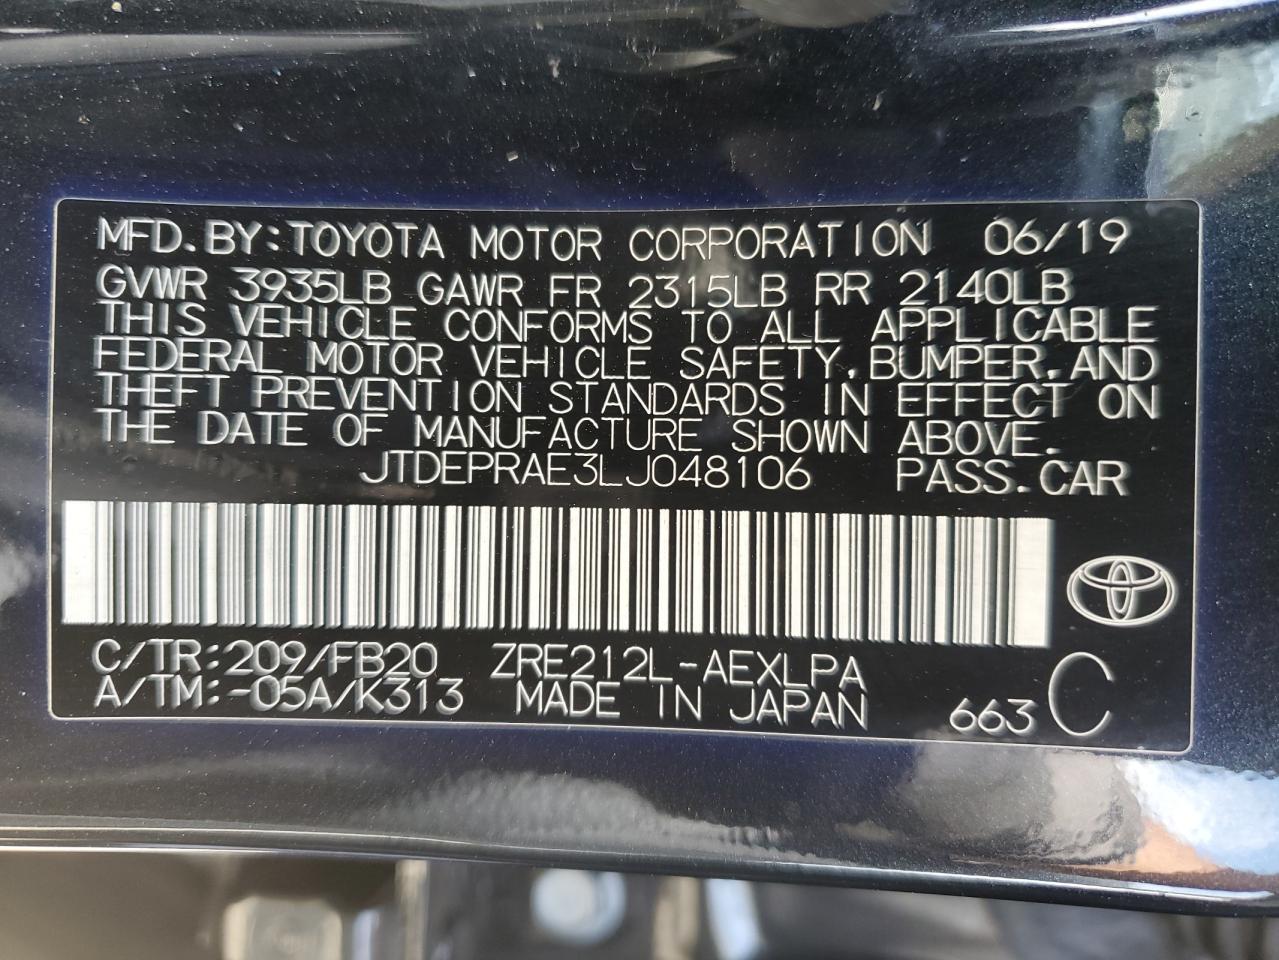 MFD. BY: TOYOTA MOTOR CORPORATION 06/19
GVWR 3935LB GAWR FR 2315LB RR 2140LB
THIS VEHICLE CONFORMS TO ALL APPLICABLE
FEDERAL MOTOR VEHICLE SAFETY, BUMPER, AND
THEFT PREVENTION STANDARDS IN EFFECT ON
THE DATE OF MANUFACTURE SHOWN ABOVE.
JTDEPRAE3LJ048106 PASS. CAR
C/TR: 209/FB20 ZRE212L-AEXLPA
A/TM: -05A/K313 MADE IN JAPAN 663 C